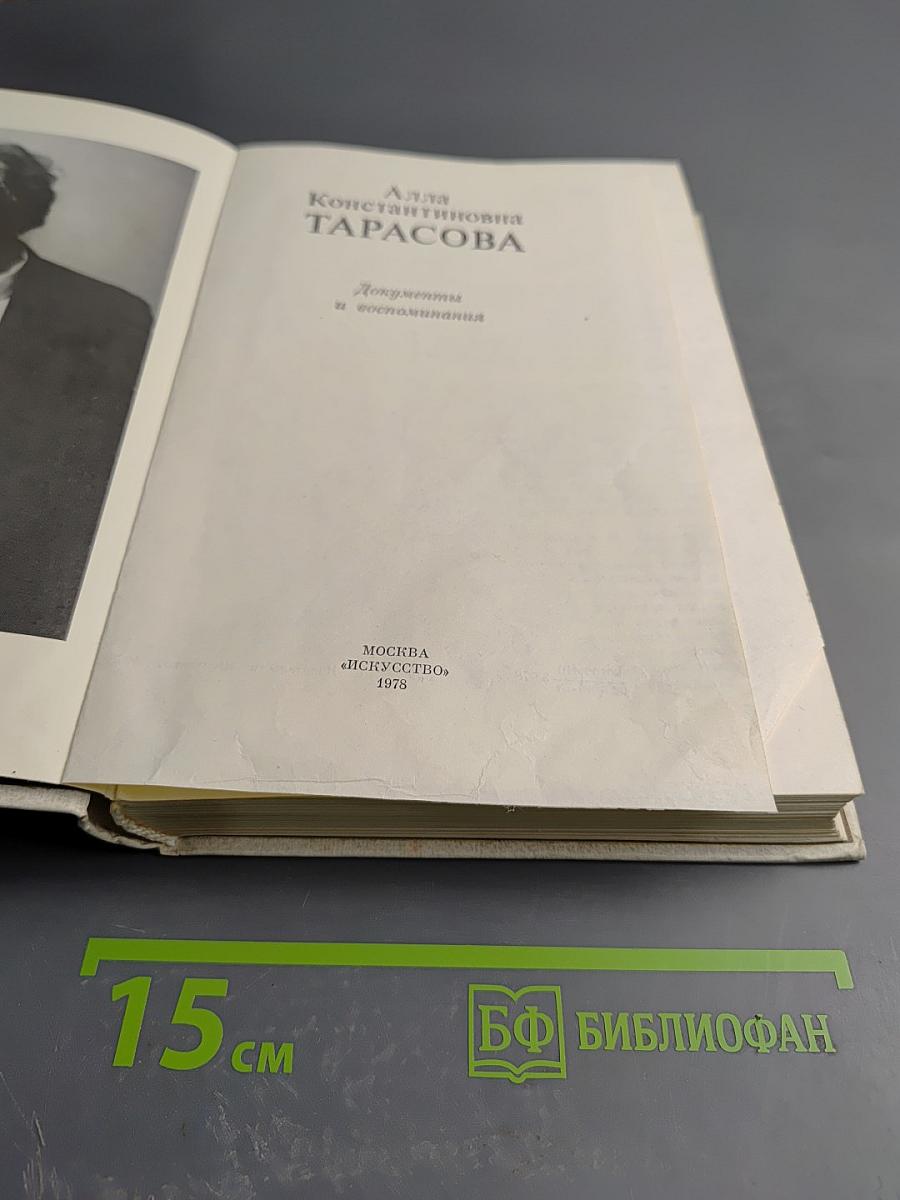 Алла
Константиновна
ТАРАСОВА
Документы
и воспоминания
МОСКВА
«ИСКУССТВО»
1978
15 см
БФ БИБЛИОФАН